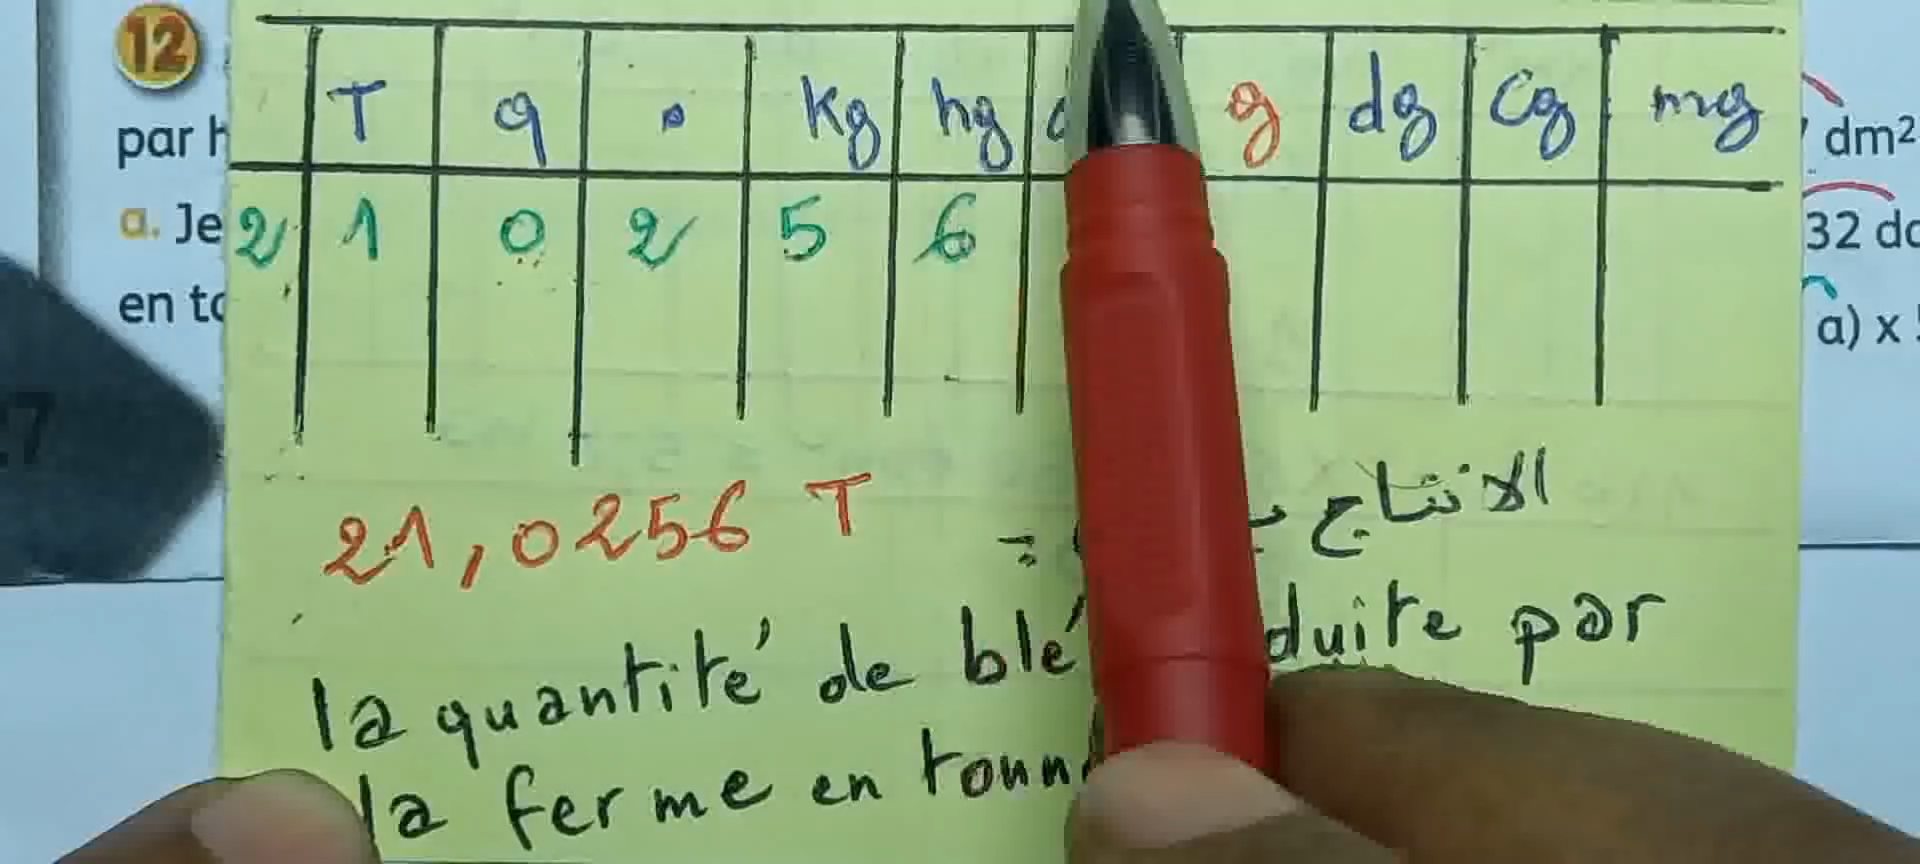 12
T q • kg hg g dg cg mg
par h
dm²
a. Je
2 1 0 2 5 6
32 da
en to
a) x
21,0256 T
= الانتاج ب
la quantité de blé duite par
la ferme en tonn